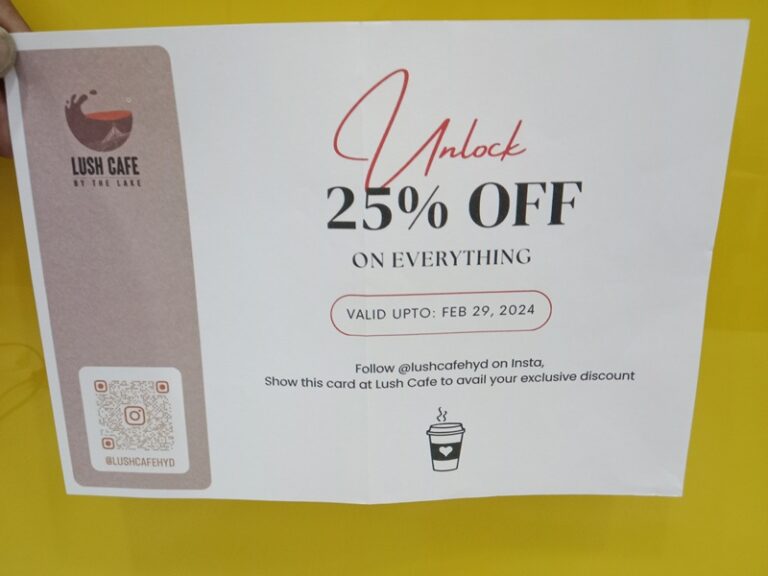 LUSH CAFE
BY THE LAKE
Unlock
25% OFF
ON EVERYTHING
VALID UPTO: FEB 29, 2024
Follow @lushcafehyd on Insta,
Show this card at Lush Cafe to avail your exclusive discount
@LUSHCAFEHYD